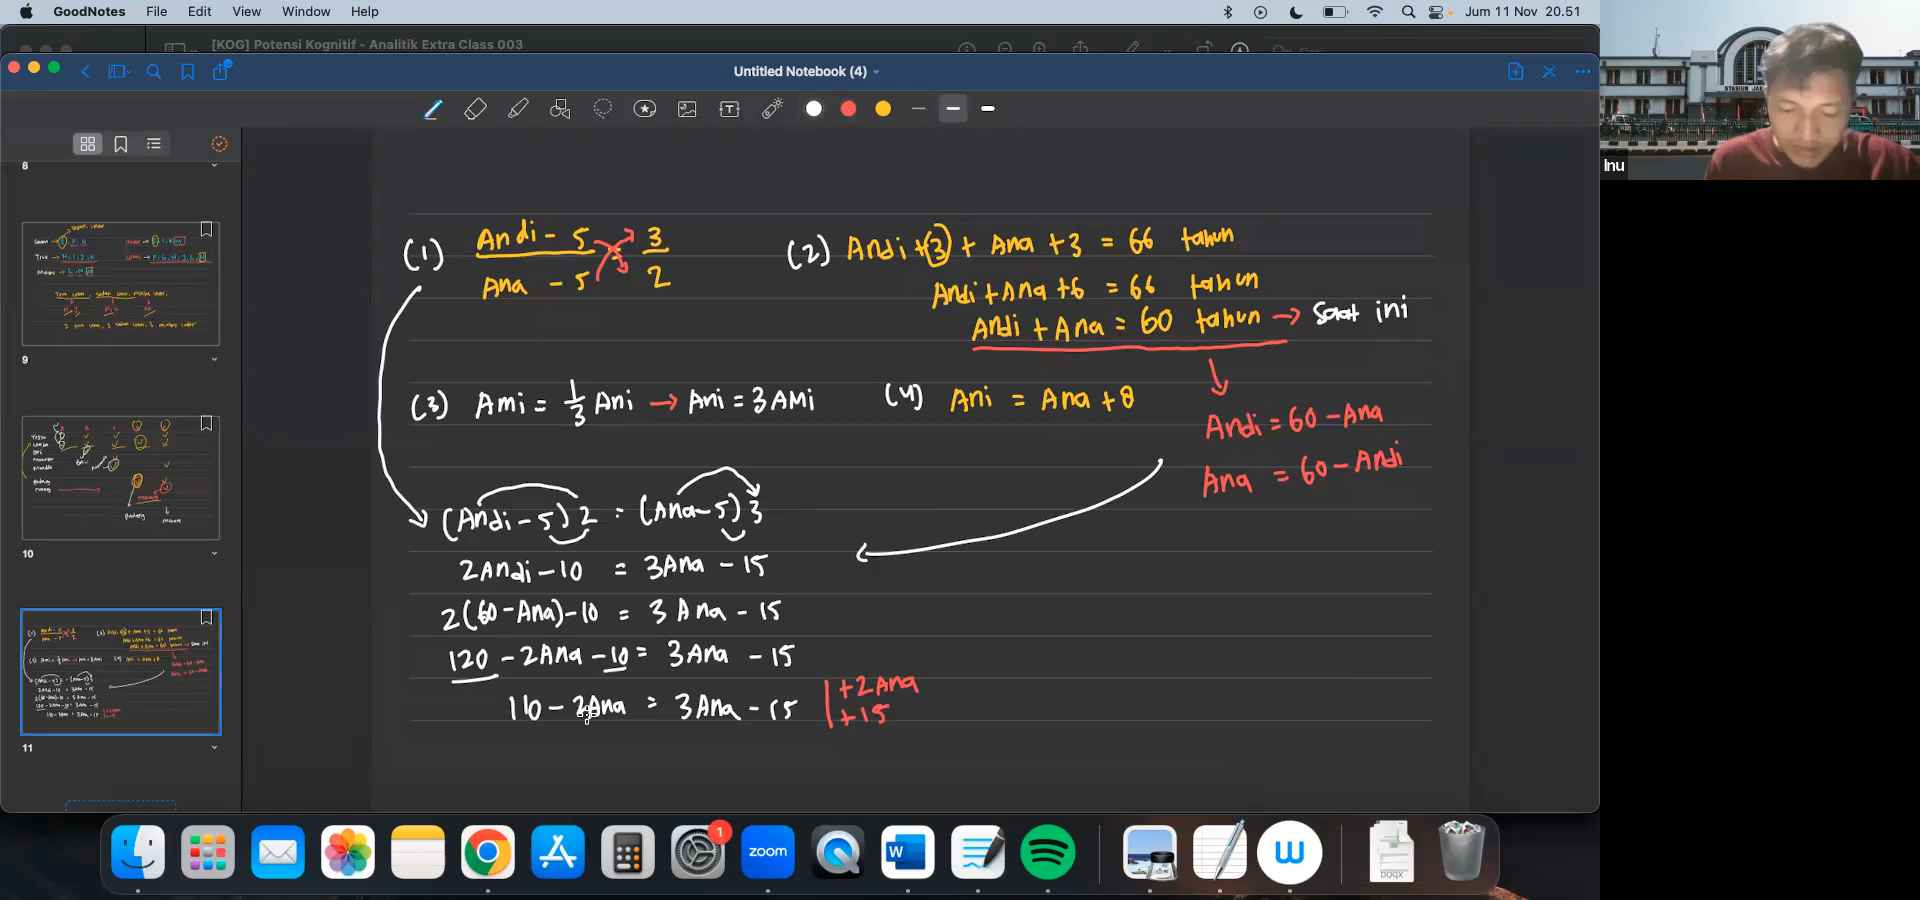 GoodNotes File Edit View Window Help
Jum 11 Nov 20.51
[KOG] Potensi Kognitif - Analitik Extra Class 003
Untitled Notebook (4)
STASIUN JAK
Inu
8
9
10
11
(1) Andi - 5 / Ana - 5 = 3 / 2
(2) Andi + 3 + Ana + 3 = 66 tahun
Andi + Ana + 6 = 66 tahun
Andi + Ana = 60 tahun → Saat ini
(3) Ami = 1/3 Ani → Ani = 3 AMi
(4) Ani = Ana + 8
Andi = 60 - Ana
Ana = 60 - Andi
(Andi - 5) 2 = (Ana - 5) 3
2Andi - 10 = 3Ana - 15
2(60 - Ana) - 10 = 3 Ana - 15
120 - 2Ana - 10 = 3Ana - 15
110 - 2Ana = 3Ana - 15 | +2Ana
+15
1
zoom
W
W
DOCX